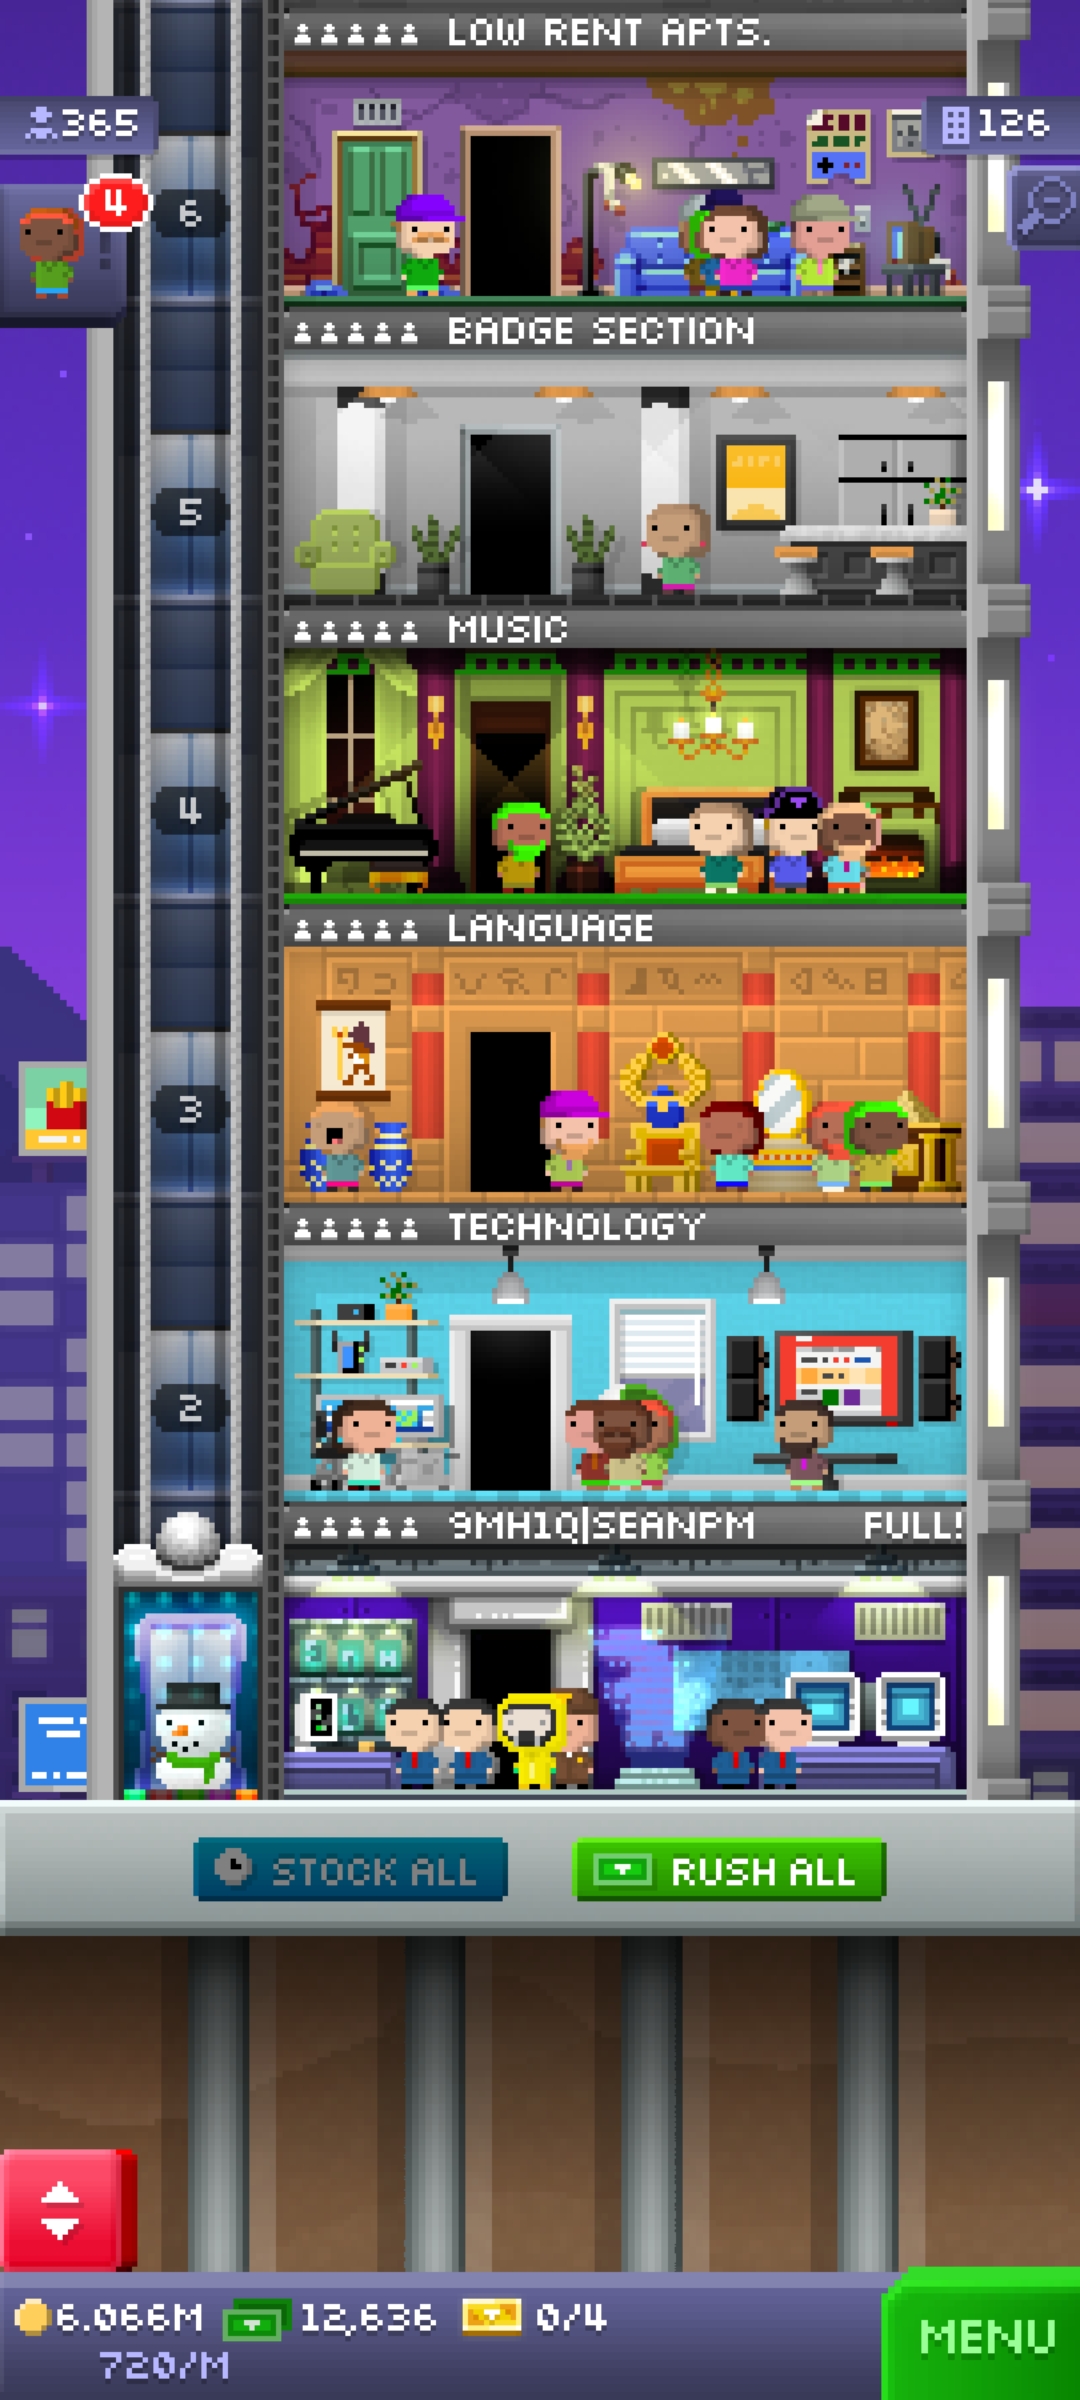 LOW RENT APTS.
365
126
4
6
BADGE SECTION
5
MUSIC
4
LANGUAGE
3
TECHNOLOGY
2
9MH1Q|SEANPM FULL!
STOCK ALL
RUSH ALL
6.066M 12,636 0/4
720/M
MENU